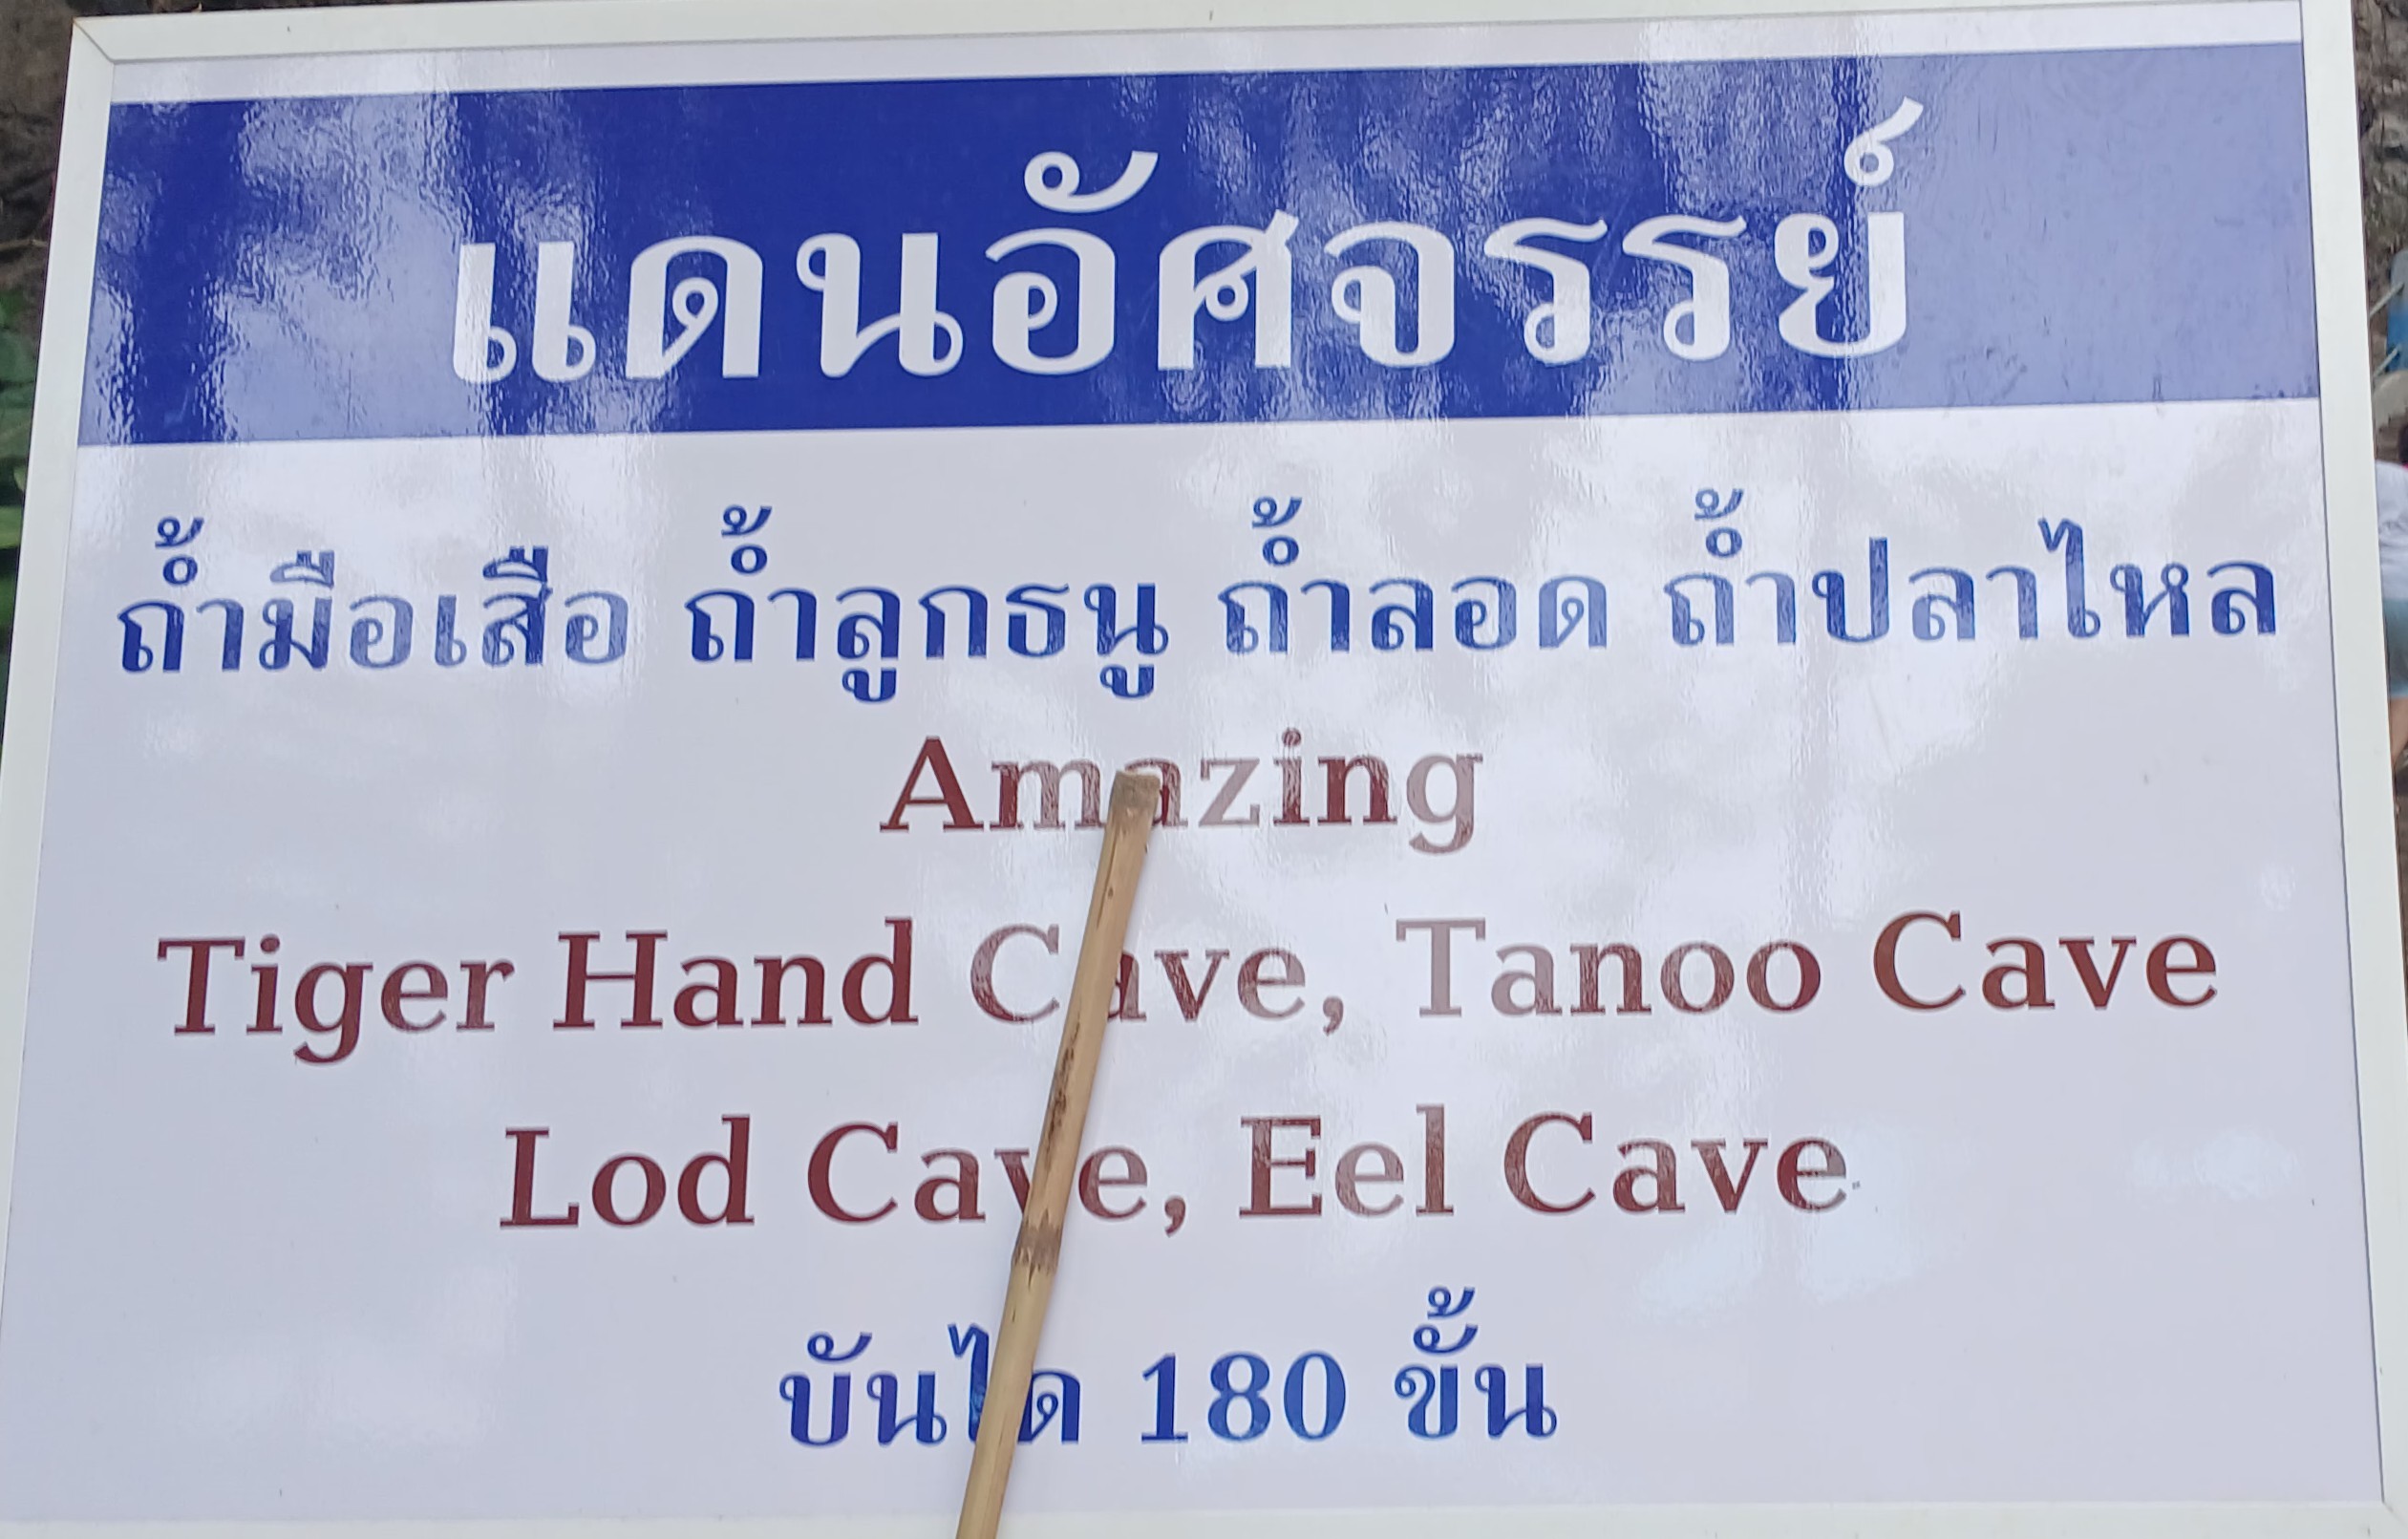 แดนอัศจรรย์
ถ้ำมือเสือ ถ้ำลูกธนู ถ้ำลอด ถ้ำปลาไหล
Amazing
Tiger Hand Cave, Tanoo Cave
Lod Cave, Eel Cave
บันได 180 ขั้น